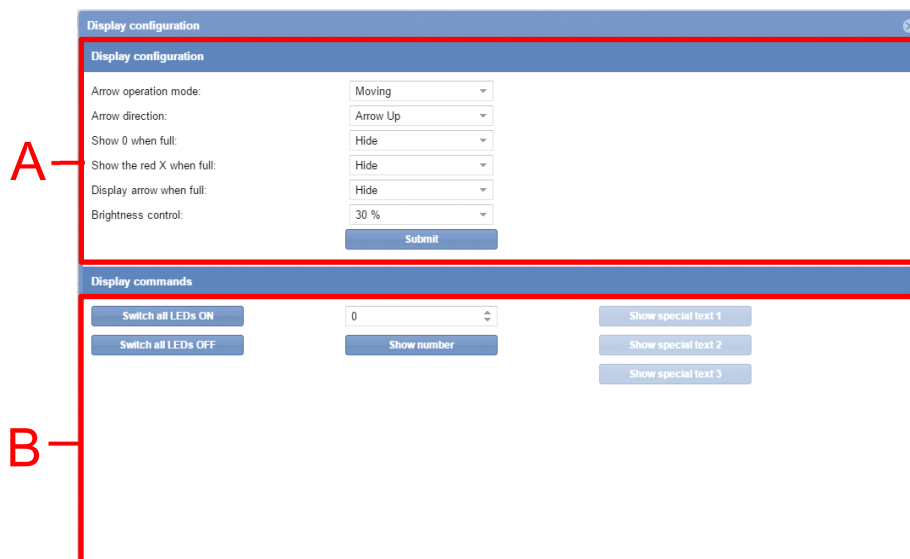 Display configuration
Display configuration
Arrow operation mode: Moving
Arrow direction: Arrow Up
Show 0 when full: Hide
A
Show the red X when full: Hide
Display arrow when full: Hide
Brightness control: 30 %
Submit
Display commands
Switch all LEDs ON 0 Show special text 1
Switch all LEDs OFF Show number Show special text 2
Show special text 3
B